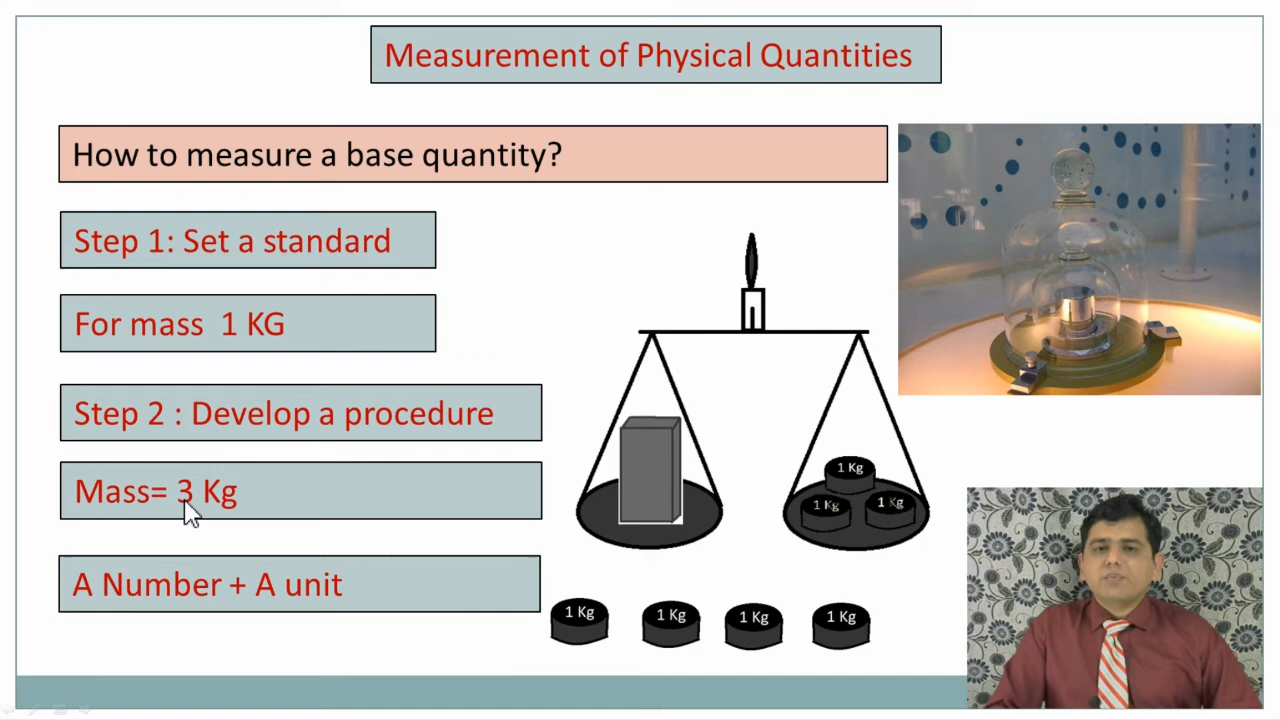 Measurement of Physical Quantities
How to measure a base quantity?
Step 1: Set a standard
For mass 1 KG
Step 2 : Develop a procedure
Mass= 3 Kg
A Number + A unit
1 Kg
1 Kg
1 Kg
1 Kg
1 Kg
1 Kg
1 Kg